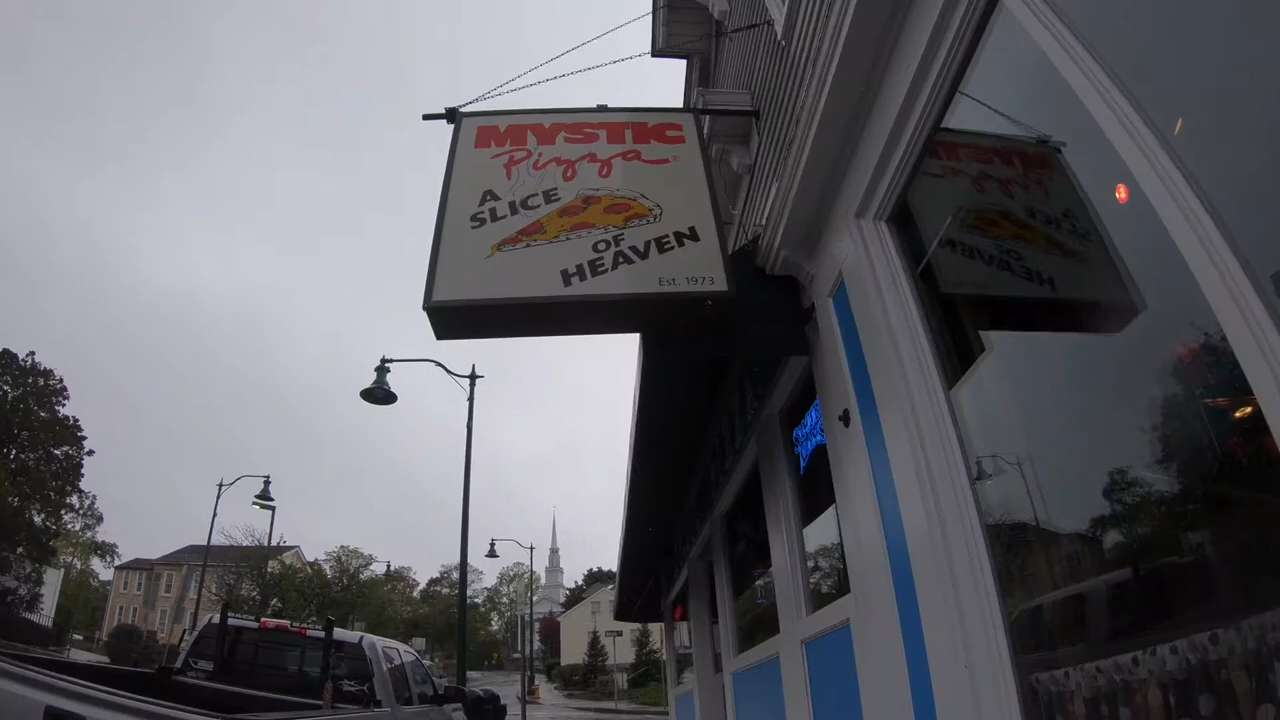 MYSTIC
Pizza
A
SLICE
OF
HEAVEN
Est. 1973